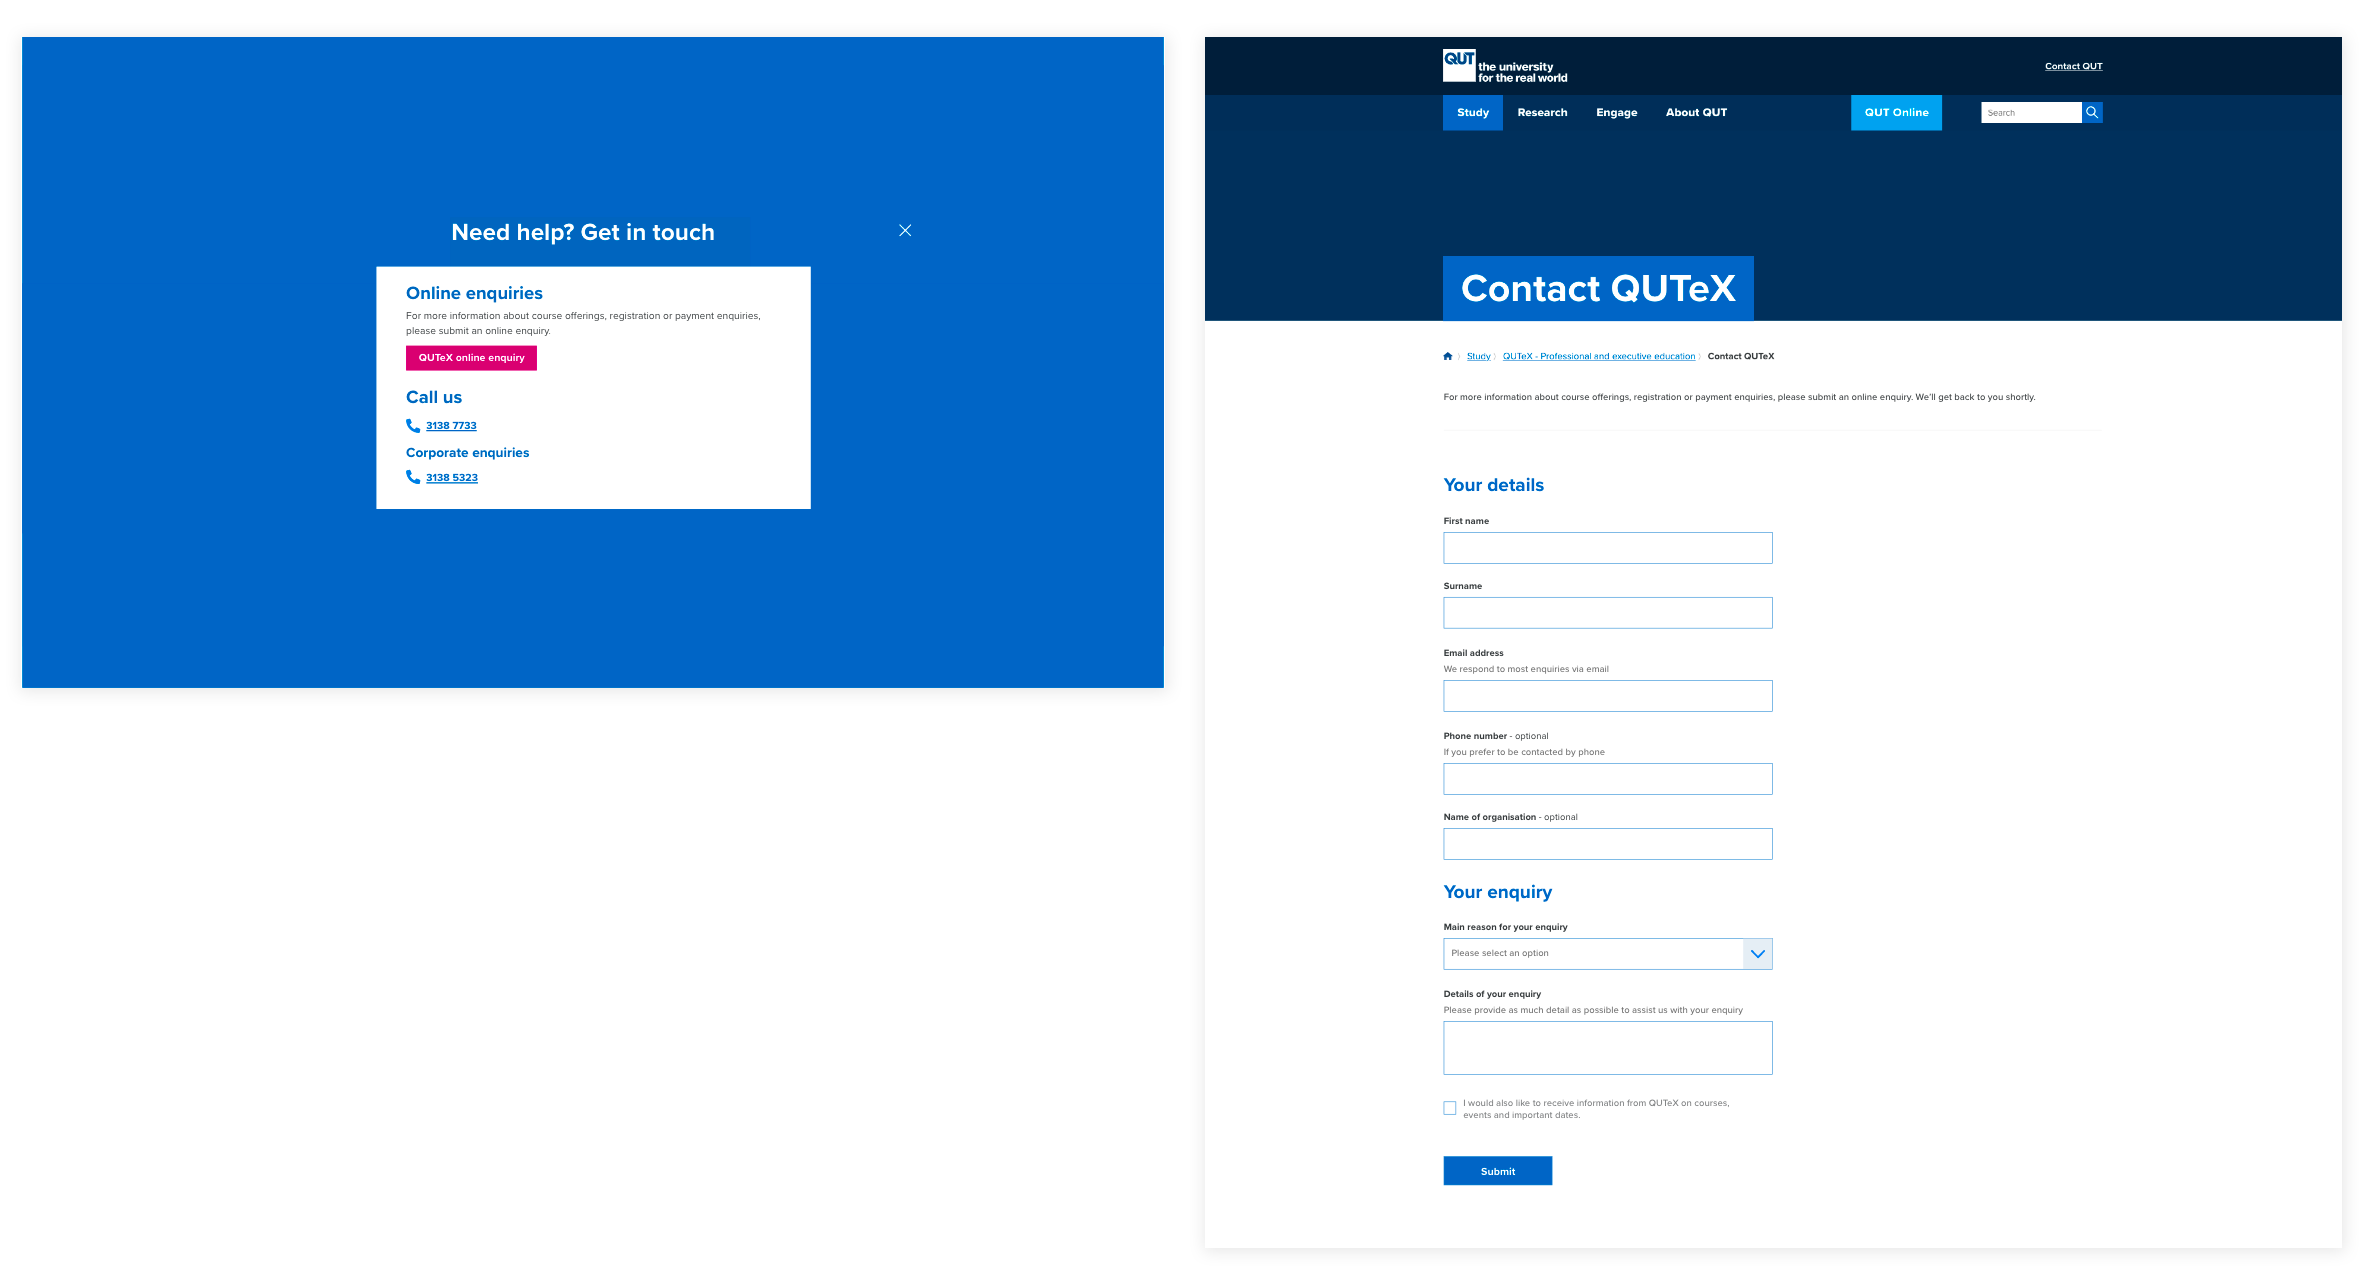 Need help? Get in touch
Online enquiries
For more information about course offerings, registration or payment enquiries,
please submit an online enquiry.
QUTeX online enquiry
Call us
3138 7733
Corporate enquiries
3138 5323
QUT
the university
for the real world
Contact QUT
Study
Research
Engage
About QUT
QUT Online
Search
Contact QUTeX
Study
QUTeX - Professional and executive education
Contact QUTeX
For more information about course offerings, registration or payment enquiries, please submit an online enquiry. We'll get back to you shortly.
Your details
First name
Surname
Email address
We respond to most enquiries via email
Phone number - optional
If you prefer to be contacted by phone
Name of organisation - optional
Your enquiry
Main reason for your enquiry
Please select an option
Details of your enquiry
Please provide as much detail as possible to assist us with your enquiry
I would also like to receive information from QUTeX on courses,
events and important dates.
Submit